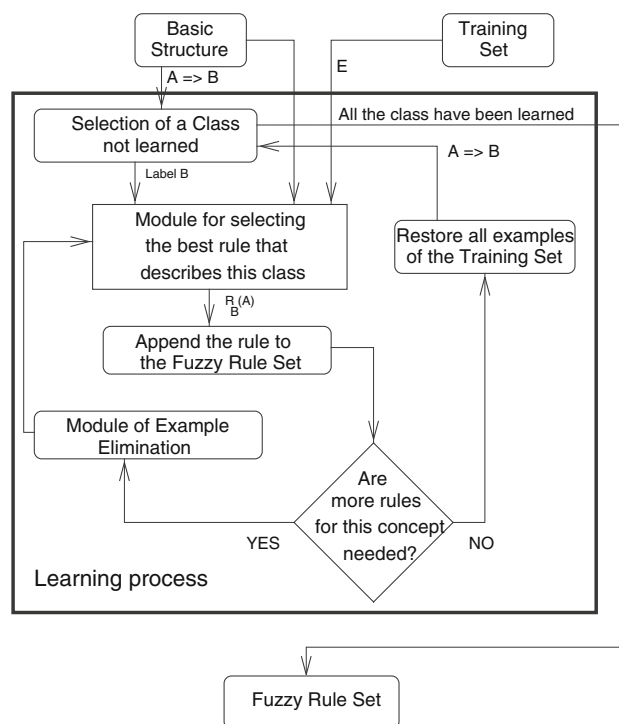 Basic
Structure
Training
Set
A => B
E
Selection of a Class
not learned
All the class have been learned
A => B
Label B
Module for selecting
the best rule that
describes this class
Restore all examples
of the Training Set
R (A)
B
Append the rule to
the Fuzzy Rule Set
Module of Example
Elimination
Are
more rules
for this concept
needed?
YES
NO
Learning process
Fuzzy Rule Set